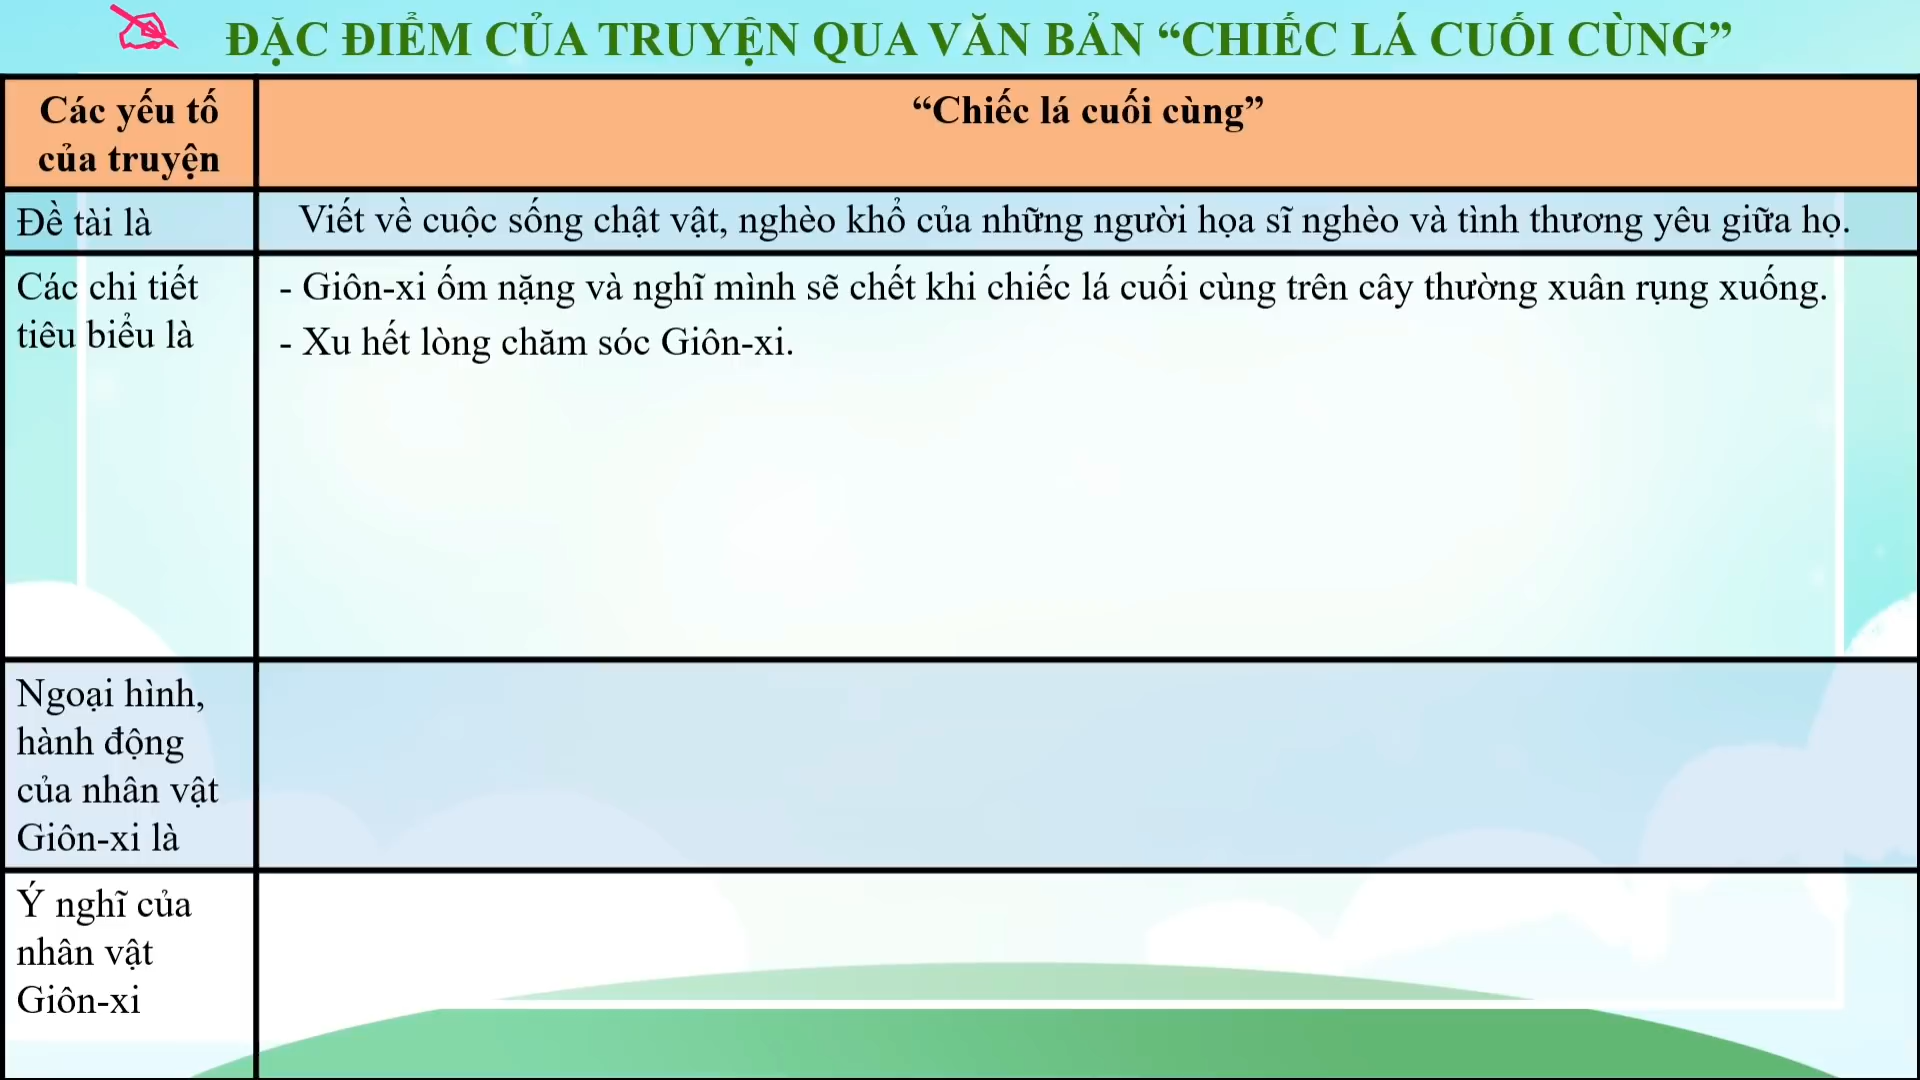 ĐẶC ĐIỂM CỦA TRUYỆN QUA VĂN BẢN “CHIẾC LÁ CUỐI CÙNG”
Các yếu tố
của truyện
“Chiếc lá cuối cùng”
Đề tài là
Viết về cuộc sống chật vật, nghèo khổ của những người họa sĩ nghèo và tình thương yêu giữa họ.
Các chi tiết
tiêu biểu là
- Giôn-xi ốm nặng và nghĩ mình sẽ chết khi chiếc lá cuối cùng trên cây thường xuân rụng xuống.
- Xu hết lòng chăm sóc Giôn-xi.
Ngoại hình,
hành động
của nhân vật
Giôn-xi là
Ý nghĩ của
nhân vật
Giôn-xi